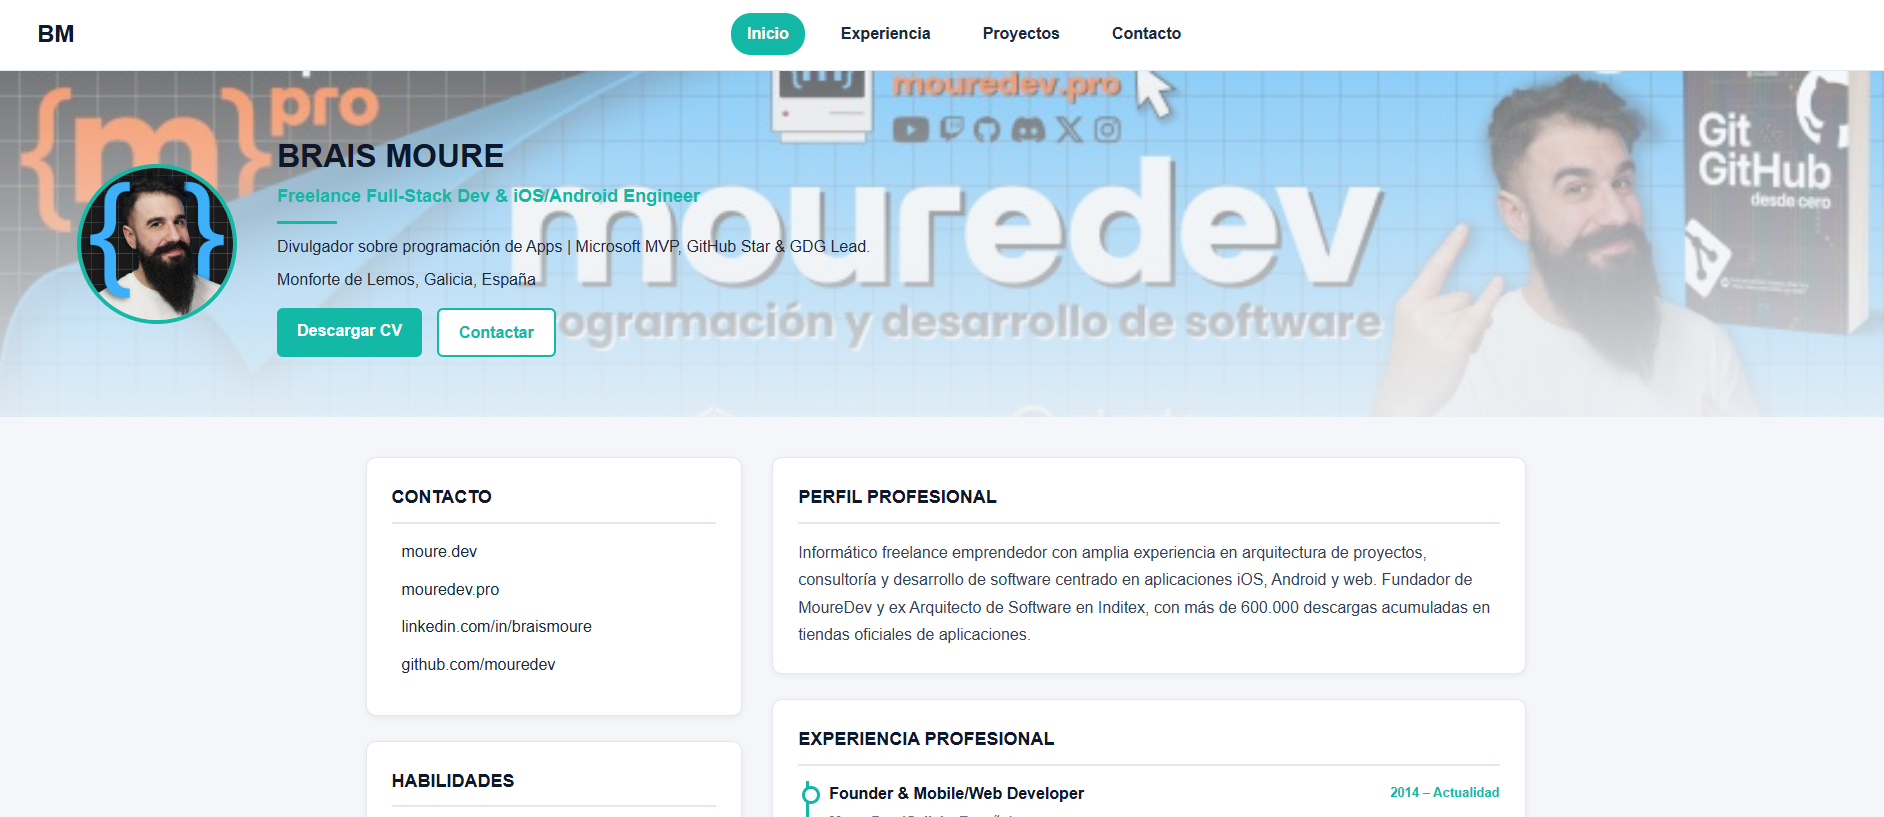 BM
Inicio
Experiencia
Proyectos
Contacto
{m} pro
mouredev.pro
BRAIS MOURE
Freelance Full-Stack Dev & iOS/Android Engineer
Divulgador sobre programación de Apps | Microsoft MVP, GitHub Star & GDG Lead.
Monforte de Lemos, Galicia, España
Descargar CV
Contactar
mouredev
ogramación y desarrollo de software
Git &
GitHub
desde cero
CONTACTO
moure.dev
mouredev.pro
linkedin.com/in/braismoure
github.com/mouredev
HABILIDADES
PERFIL PROFESIONAL
Informático freelance emprendedor con amplia experiencia en arquitectura de proyectos,
consultoría y desarrollo de software centrado en aplicaciones iOS, Android y web. Fundador de
MoureDev y ex Arquitecto de Software en Inditex, con más de 600.000 descargas acumuladas en
tiendas oficiales de aplicaciones.
EXPERIENCIA PROFESIONAL
Founder & Mobile/Web Developer
2014 – Actualidad